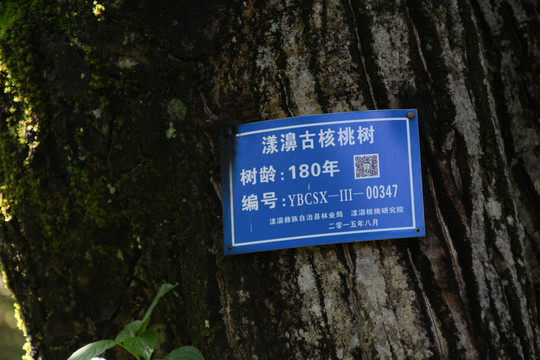 漾濞古核桃树
树龄：180年
编号：YBCSX—III—00347
漾濞彝族自治县林业局 漾濞核桃研究院
二零一五年八月